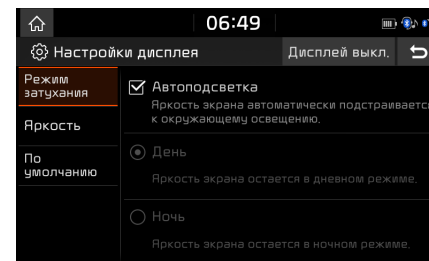 06:49
Настройки дисплея
Дисплей выкл.
Режим
затухания
Автоподсветка
Яркость экрана автоматически подстраиваетс
к окружающему освещению.
Яркость
День
Яркость экрана остается в дневном режиме.
По
умолчанию
Ночь
Яркость экрана остается в ночном режиме.